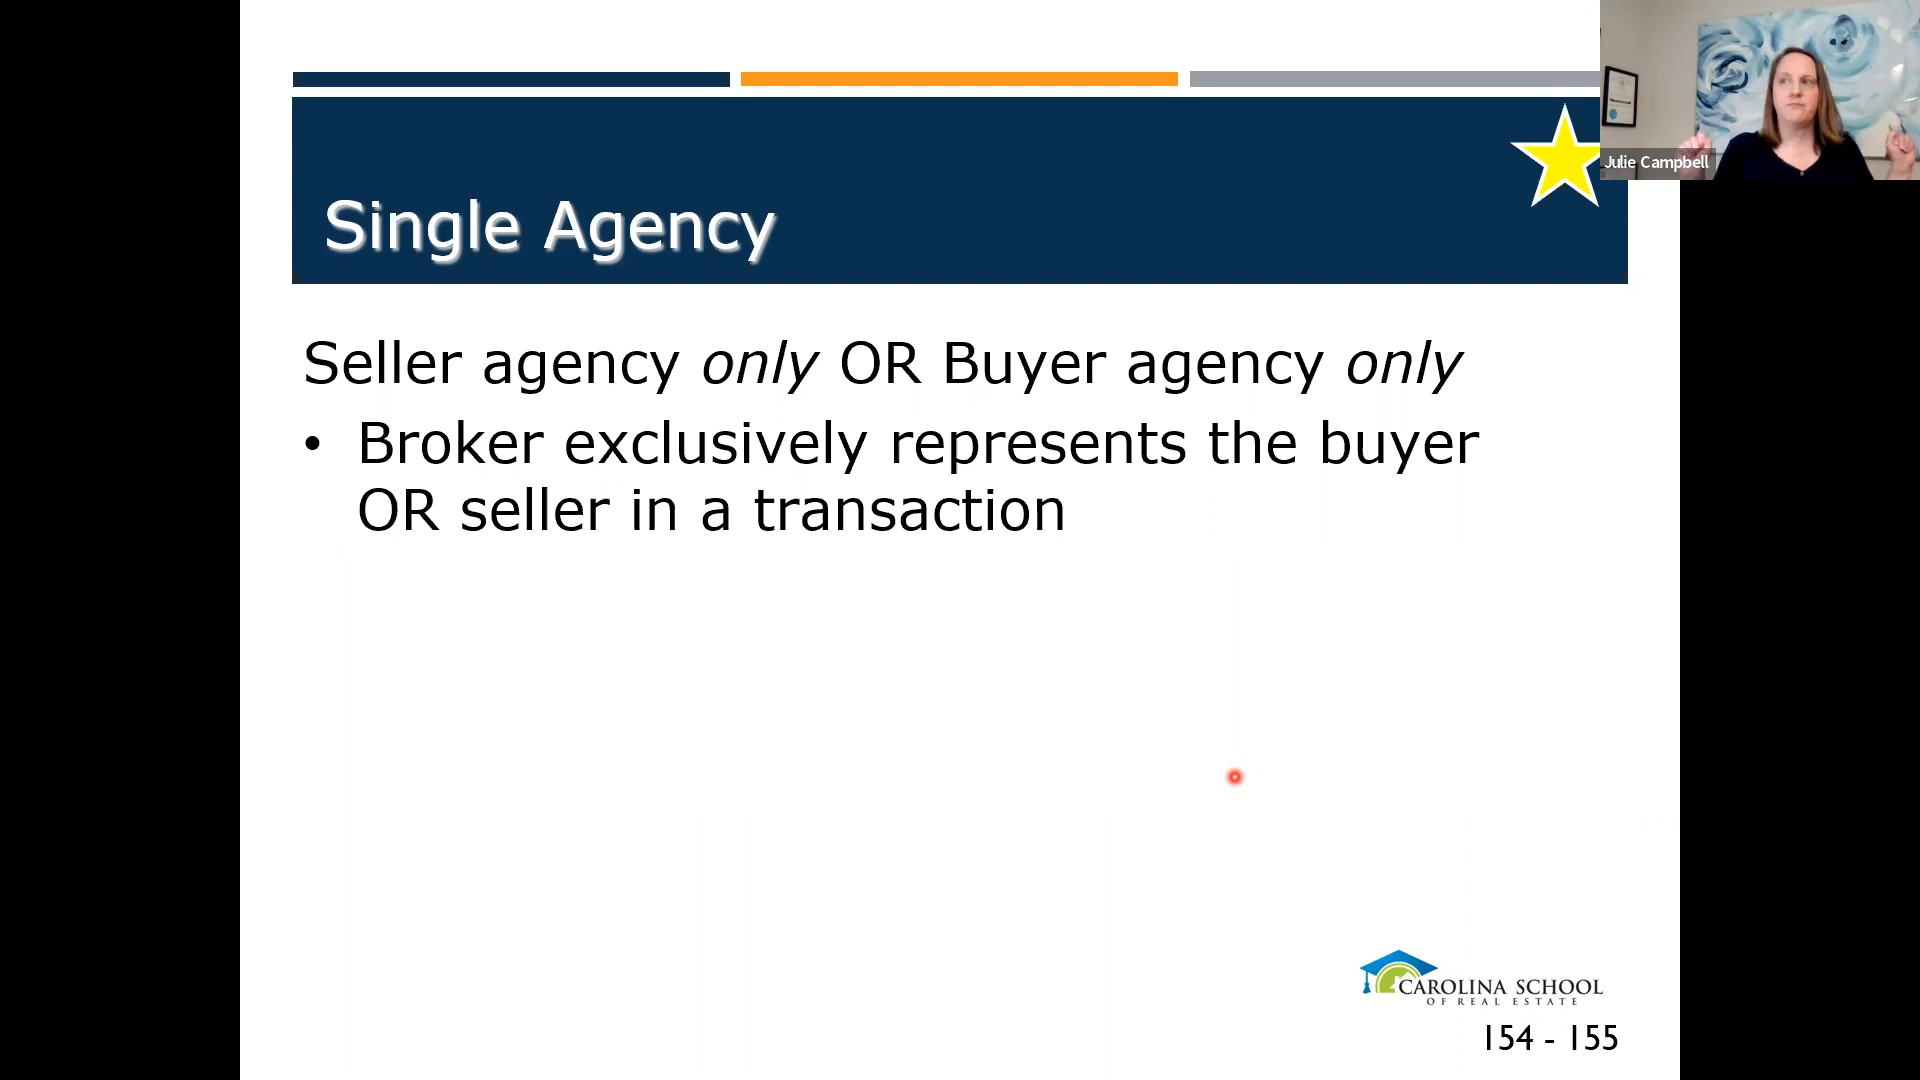 Julie Campbell
Single Agency
Seller agency only OR Buyer agency only
• Broker exclusively represents the buyer
OR seller in a transaction
CAROLINA SCHOOL
OF REAL ESTATE
154 - 155